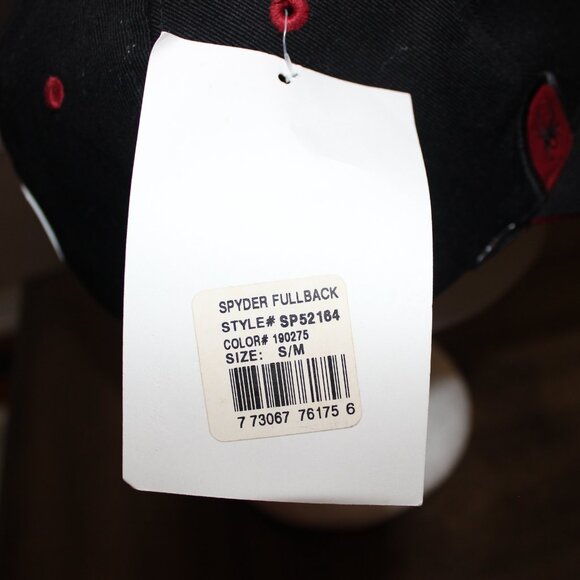 SPYDER FULLBACK
STYLE# SP52164
COLOR# 190275
SIZE: S/M
7 73067 76175 6